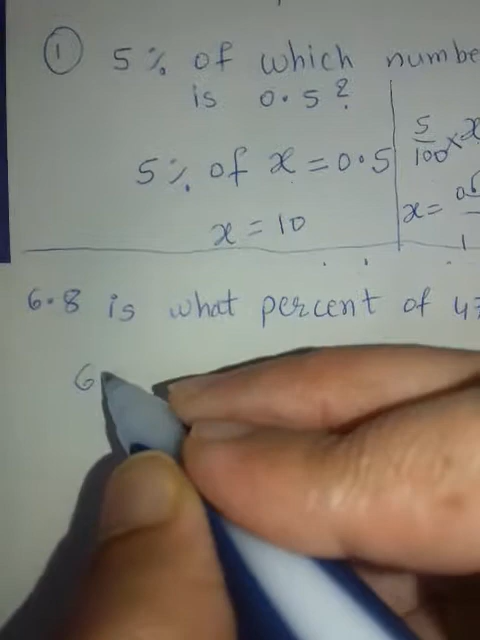 ① 5% of which numbe
is 0.5?
5% of x = 0.5
5/100 × x
x = 10
x =
6.8 is what percent of 4
6